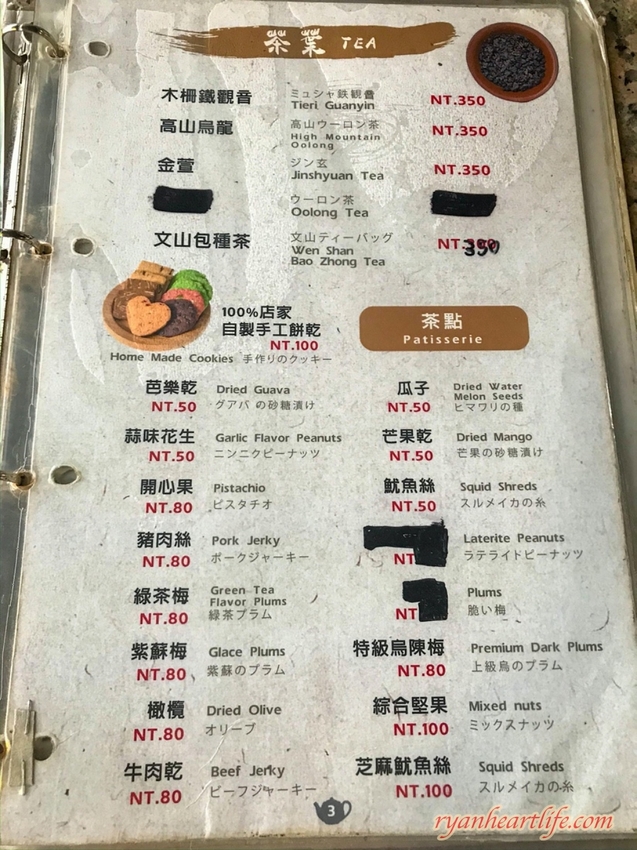 茶葉 TEA
木柵鐵觀音 ミュシャ鉄観音 NT.350
Tieri Guanyin
高山烏龍 高山ウーロン茶 NT.350
High Mountain
Oolong
金萱 ジン玄 NT.350
Jinshyuan Tea
ウーロン茶
Oolong Tea
文山包種茶 文山ティーバッグ NT.350
Wen Shan
Bao Zhong Tea
100%店家
自製手工餅乾
NT.100
Home Made Cookies 手作りのクッキー
茶點
Patisserie
芭樂乾 Dried Guava
NT.50 グアバ の砂糖漬け
瓜子 Dried Water
Melon Seeds
NT.50 ヒマワリの種
蒜味花生 Garlic Flavor Peanuts
NT.50 ニンニクピーナッツ
芒果乾 Dried Mango
NT.50 芒果の砂糖漬け
開心果 Pistachio
NT.80 ピスタチオ
魷魚絲 Squid Shreds
NT.50 スルメイカの糸
豬肉絲 Pork Jerky
NT.80 ポークジャーキー
Laterite Peanuts
NT ラテライトピーナッツ
綠茶梅 Green Tea
Flavor Plums
NT.80 緑茶プラム
Plums
NT 脆い梅
紫蘇梅 Glace Plums
NT.80 紫蘇のプラム
特級烏陳梅 Premium Dark Plums
NT.80 上級烏のプラム
橄欖 Dried Olive
NT.80 オリーブ
綜合堅果 Mixed nuts
NT.100 ミックスナッツ
牛肉乾 Beef Jerky
NT.80 ビーフジャーキー
芝麻魷魚絲 Squid Shreds
NT.100 スルメイカの糸
3
ryanheartlife.com